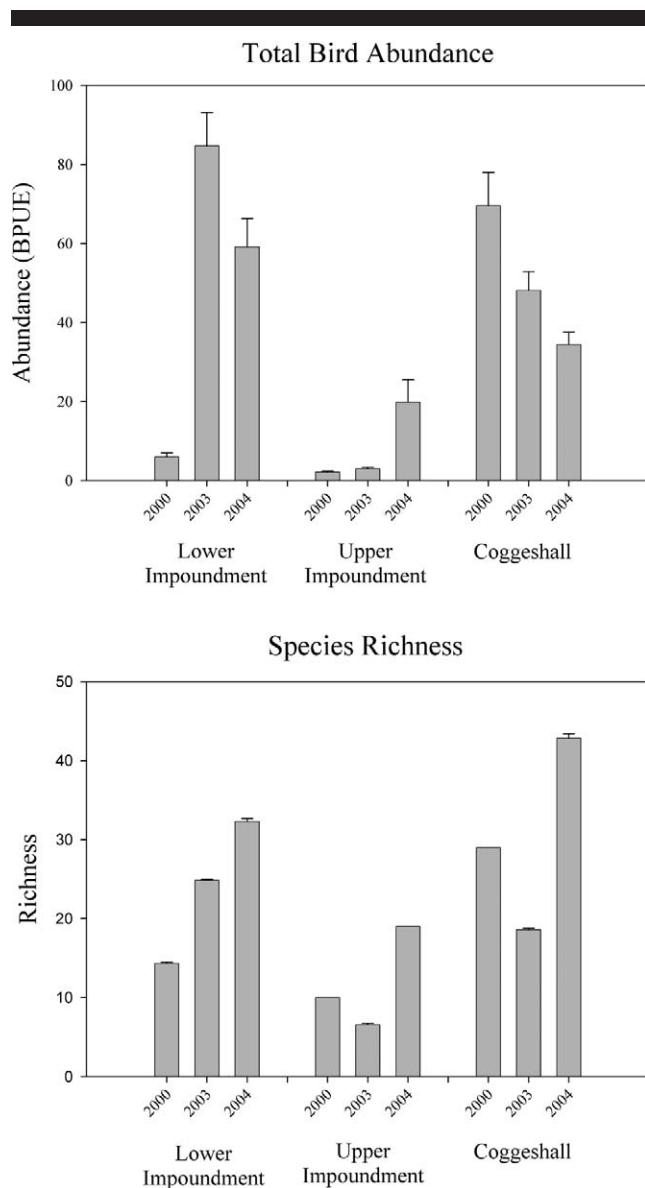 Total Bird Abundance
Abundance (BPUE)
100
80
60
40
20
0
2000 2003 2004 2000 2003 2004 2000 2003 2004
Lower Impoundment
Upper Impoundment
Coggeshall
Species Richness
Richness
50
40
30
20
10
0
2000 2003 2004 2000 2003 2004 2000 2003 2004
Lower Impoundment
Upper Impoundment
Coggeshall